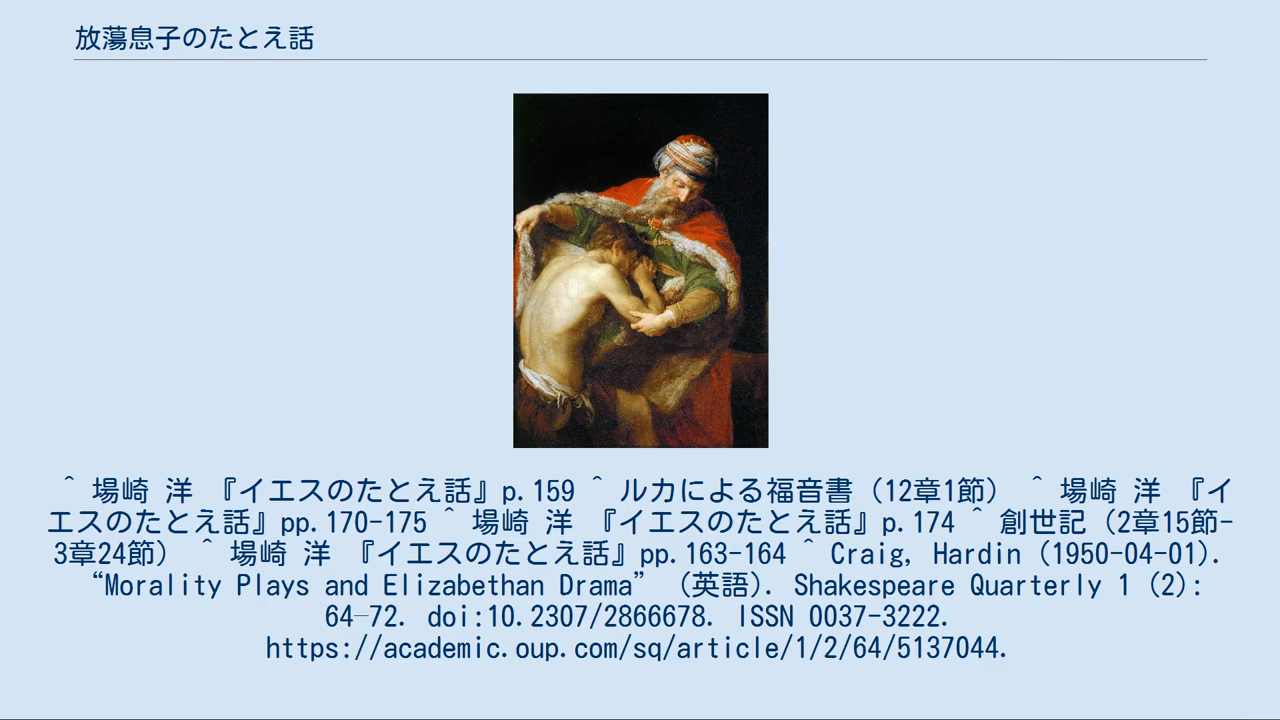 放蕩息子のたとえ話
^ 場崎 洋 『イエスのたとえ話』p.159 ^ ルカによる福音書（12章1節） ^ 場崎 洋 『イ
エスのたとえ話』pp.170-175 ^ 場崎 洋 『イエスのたとえ話』p.174 ^ 創世記（2章15節-
3章24節） ^ 場崎 洋 『イエスのたとえ話』pp.163-164 ^ Craig, Hardin (1950-04-01).
“Morality Plays and Elizabethan Drama” （英語）. Shakespeare Quarterly 1 (2):
64–72. doi:10.2307/2866678. ISSN 0037-3222.
https://academic.oup.com/sq/article/1/2/64/5137044.